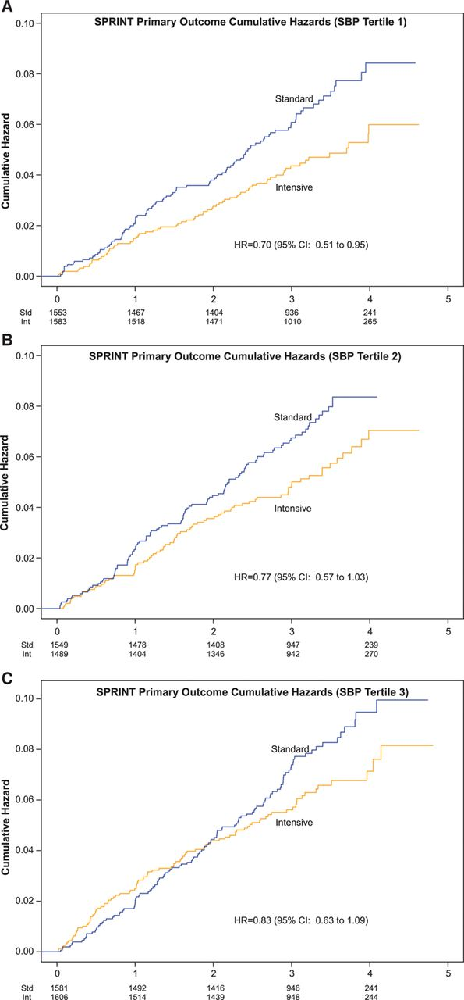 A
SPRINT Primary Outcome Cumulative Hazards (SBP Tertile 1)
0.10
0.08
0.06
0.04
0.02
0.00
Cumulative Hazard
Standard
Intensive
HR=0.70 (95% CI: 0.51 to 0.95)
0 1 2 3 4 5
Std 1553 1467 1404 936 241
Int 1583 1518 1471 1010 265
B
SPRINT Primary Outcome Cumulative Hazards (SBP Tertile 2)
0.10
0.08
0.06
0.04
0.02
0.00
Cumulative Hazard
Standard
Intensive
HR=0.77 (95% CI: 0.57 to 1.03)
0 1 2 3 4 5
Std 1549 1478 1408 947 239
Int 1489 1404 1346 942 270
C
SPRINT Primary Outcome Cumulative Hazards (SBP Tertile 3)
0.10
0.08
0.06
0.04
0.02
0.00
Cumulative Hazard
Standard
Intensive
HR=0.83 (95% CI: 0.63 to 1.09)
0 1 2 3 4 5
Std 1581 1492 1416 946 241
Int 1606 1514 1439 948 244